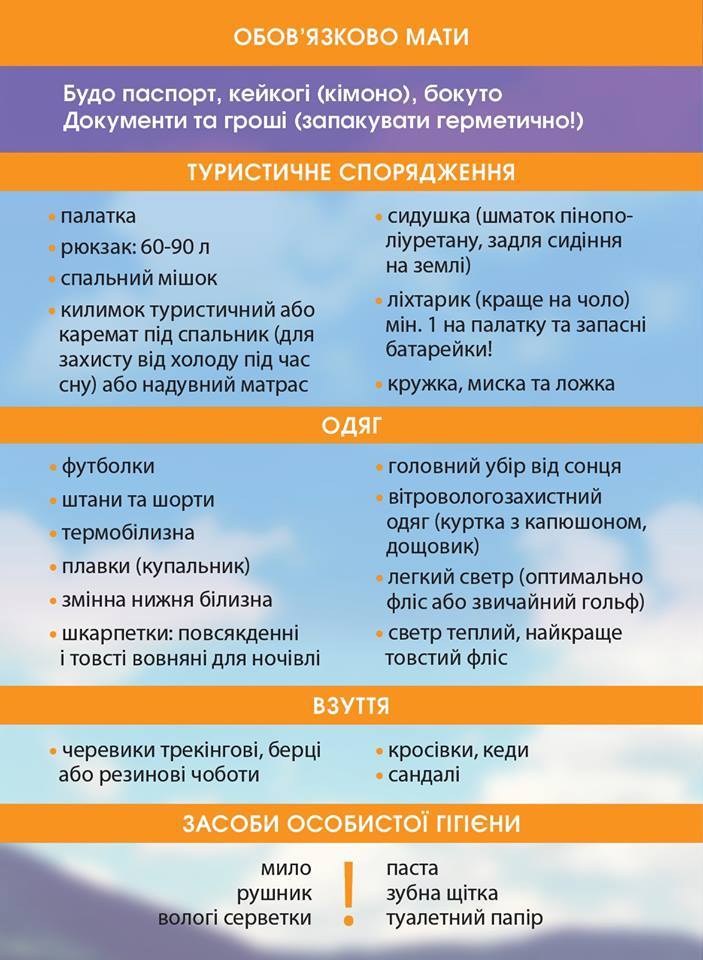 ОБОВ’ЯЗКОВО МАТИ
Будо паспорт, кейкогі (кімоно), бокуто
Документи та гроші (запакувати герметично!)
ТУРИСТИЧНЕ СПОРЯДЖЕННЯ
• палатка
• рюкзак: 60-90 л
• спальний мішок
• килимок туристичний або
каремат під спальник (для
захисту від холоду під час
сну) або надувний матрас
• сидушка (шматок пінопо-
ліуретану, задля сидіння
на землі)
• ліхтарик (краще на чоло)
мін. 1 на палатку та запасні
батарейки!
• кружка, миска та ложка
ОДЯГ
• футболки
• штани та шорти
• термобілизна
• плавки (купальник)
• змінна нижня білизна
• шкарпетки: повсякденні
і товсті вовняні для ночівлі
• головний убір від сонця
• вітровологозахистний
одяг (куртка з капюшоном,
дощовик)
• легкий светр (оптимально
фліс або звичайний гольф)
• светр теплий, найкраще
товстий фліс
ВЗУТТЯ
• черевики трекінгові, берці
або резинові чоботи
• кросівки, кеди
• сандалі
ЗАСОБИ ОСОБИСТОЇ ГІГІЄНИ
мило
рушник
вологі серветки
!
паста
зубна щітка
туалетний папір